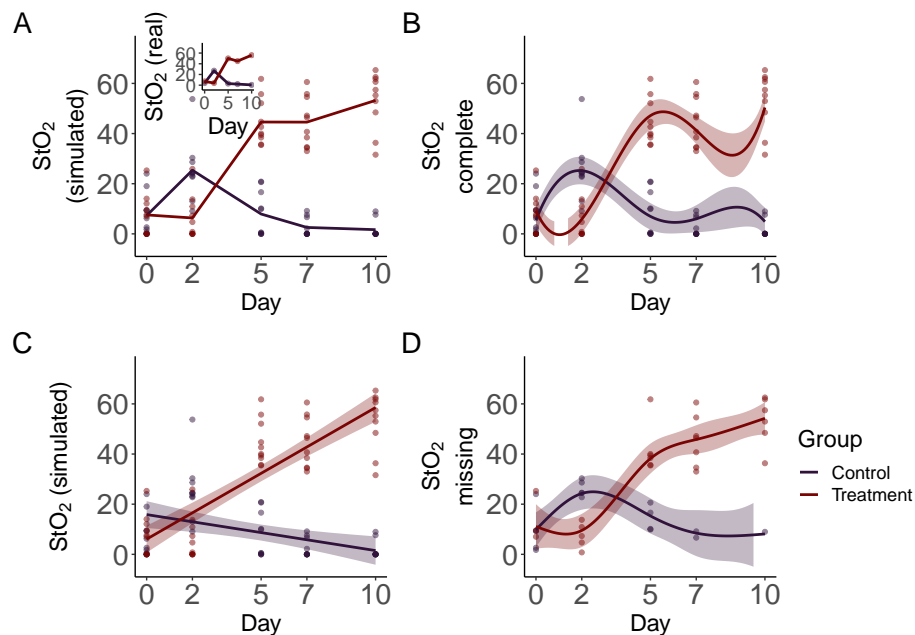 A
StO2
(simulated)
60
40
20
0
0 2 5 7 10
Day
StO2 (real)
60
40
20
0
0 5 10
Day
B
StO2
complete
60
40
20
0
0 2 5 7 10
Day
C
StO2 (simulated)
60
40
20
0
0 2 5 7 10
Day
D
StO2
missing
60
40
20
0
0 2 5 7 10
Day
Group
Control
Treatment